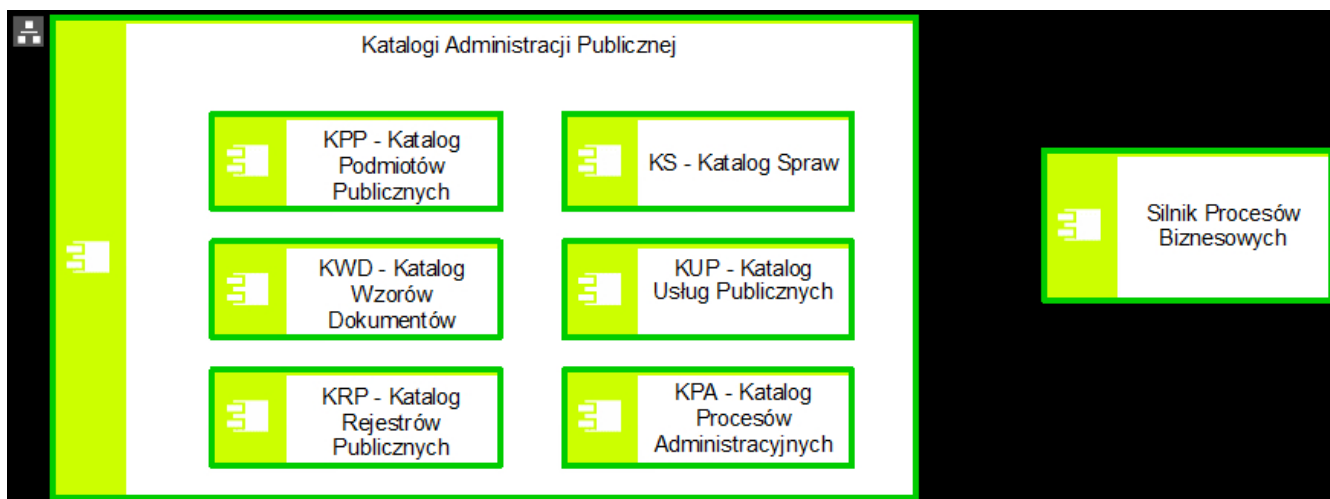 Katalogi Administracji Publicznej
KPP - Katalog
Podmiotów
Publicznych
KS - Katalog Spraw
Silnik Procesów
Biznesowych
KWD - Katalog
Wzorów
Dokumentów
KUP - Katalog
Usług Publicznych
KRP - Katalog
Rejestrów
Publicznych
KPA - Katalog
Procesów
Administracyjnych